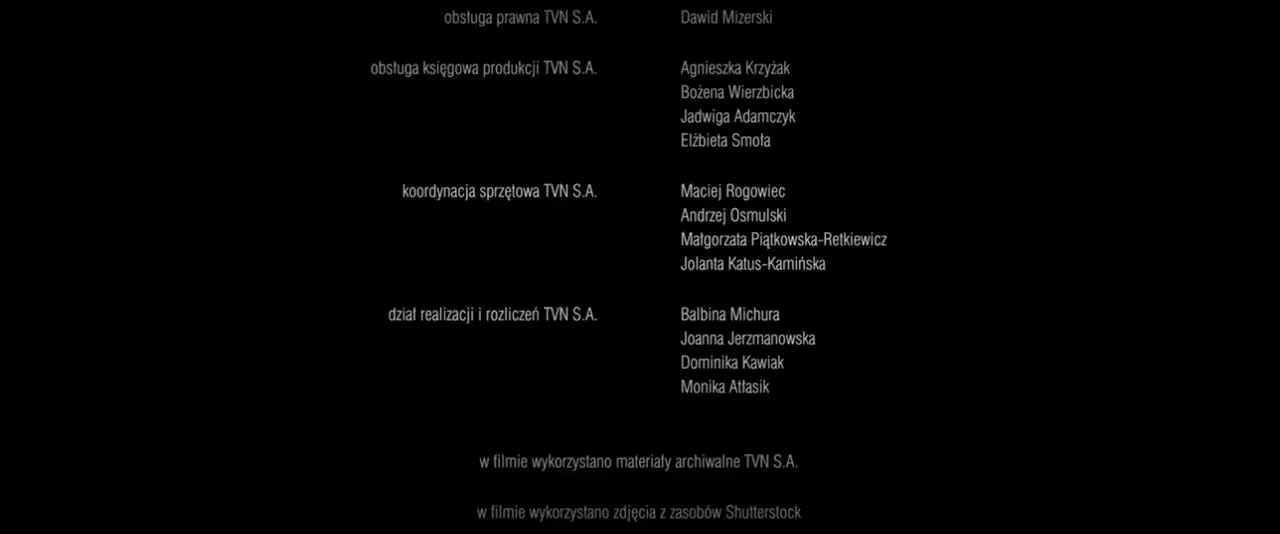 obsługa prawna TVN S.A. Dawid Mizerski
obsługa księgowa produkcji TVN S.A. Agnieszka Krzyżak
Bożena Wierzbicka
Jadwiga Adamczyk
Elżbieta Smoła
koordynacja sprzętowa TVN S.A. Maciej Rogowiec
Andrzej Osmulski
Małgorzata Piątkowska-Retkiewicz
Jolanta Katus-Kamińska
dział realizacji i rozliczeń TVN S.A. Balbina Michura
Joanna Jerzmanowska
Dominika Kawiak
Monika Atłasik
w filmie wykorzystano materiały archiwalne TVN S.A.
w filmie wykorzystano zdjęcia z zasobów Shutterstock